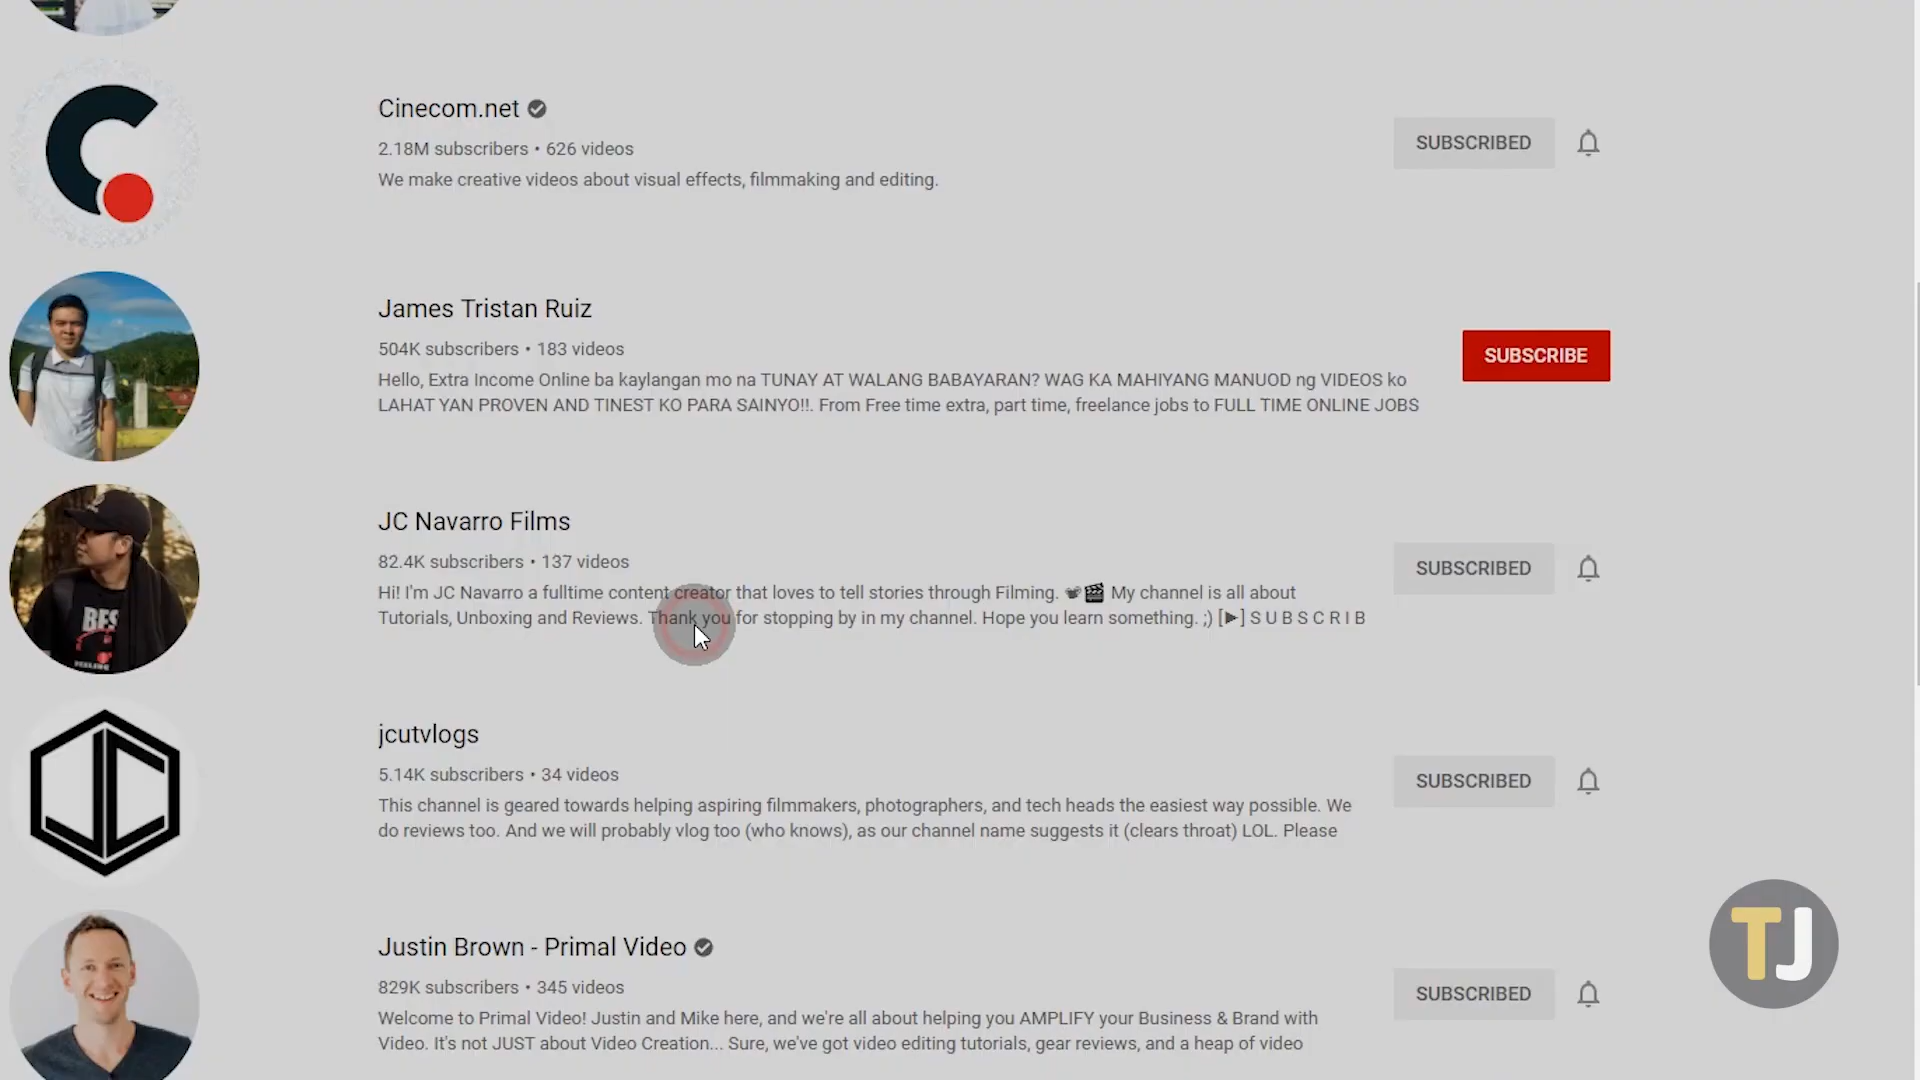 Cinecom.net
2.18M subscribers • 626 videos
We make creative videos about visual effects, filmmaking and editing.
SUBSCRIBED
James Tristan Ruiz
504K subscribers • 183 videos
Hello, Extra Income Online ba kaylangan mo na TUNAY AT WALANG BABAYARAN? WAG KA MAHIYANG MANUOD ng VIDEOS ko
LAHAT YAN PROVEN AND TINEST KO PARA SAINYO!!. From Free time extra, part time, freelance jobs to FULL TIME ONLINE JOBS
SUBSCRIBE
BES
JC Navarro Films
82.4K subscribers • 137 videos
Hi! I'm JC Navarro a fulltime content creator that loves to tell stories through Filming. 📽🎬 My channel is all about
Tutorials, Unboxing and Reviews. Thank you for stopping by in my channel. Hope you learn something. ;) [►] S U B S C R I B
SUBSCRIBED
JC
jcutvlogs
5.14K subscribers • 34 videos
This channel is geared towards helping aspiring filmmakers, photographers, and tech heads the easiest way possible. We
do reviews too. And we will probably vlog too (who knows), as our channel name suggests it (clears throat) LOL. Please
SUBSCRIBED
Justin Brown - Primal Video
829K subscribers • 345 videos
Welcome to Primal Video! Justin and Mike here, and we're all about helping you AMPLIFY your Business & Brand with
Video. It's not JUST about Video Creation... Sure, we've got video editing tutorials, gear reviews, and a heap of video
SUBSCRIBED
TJ